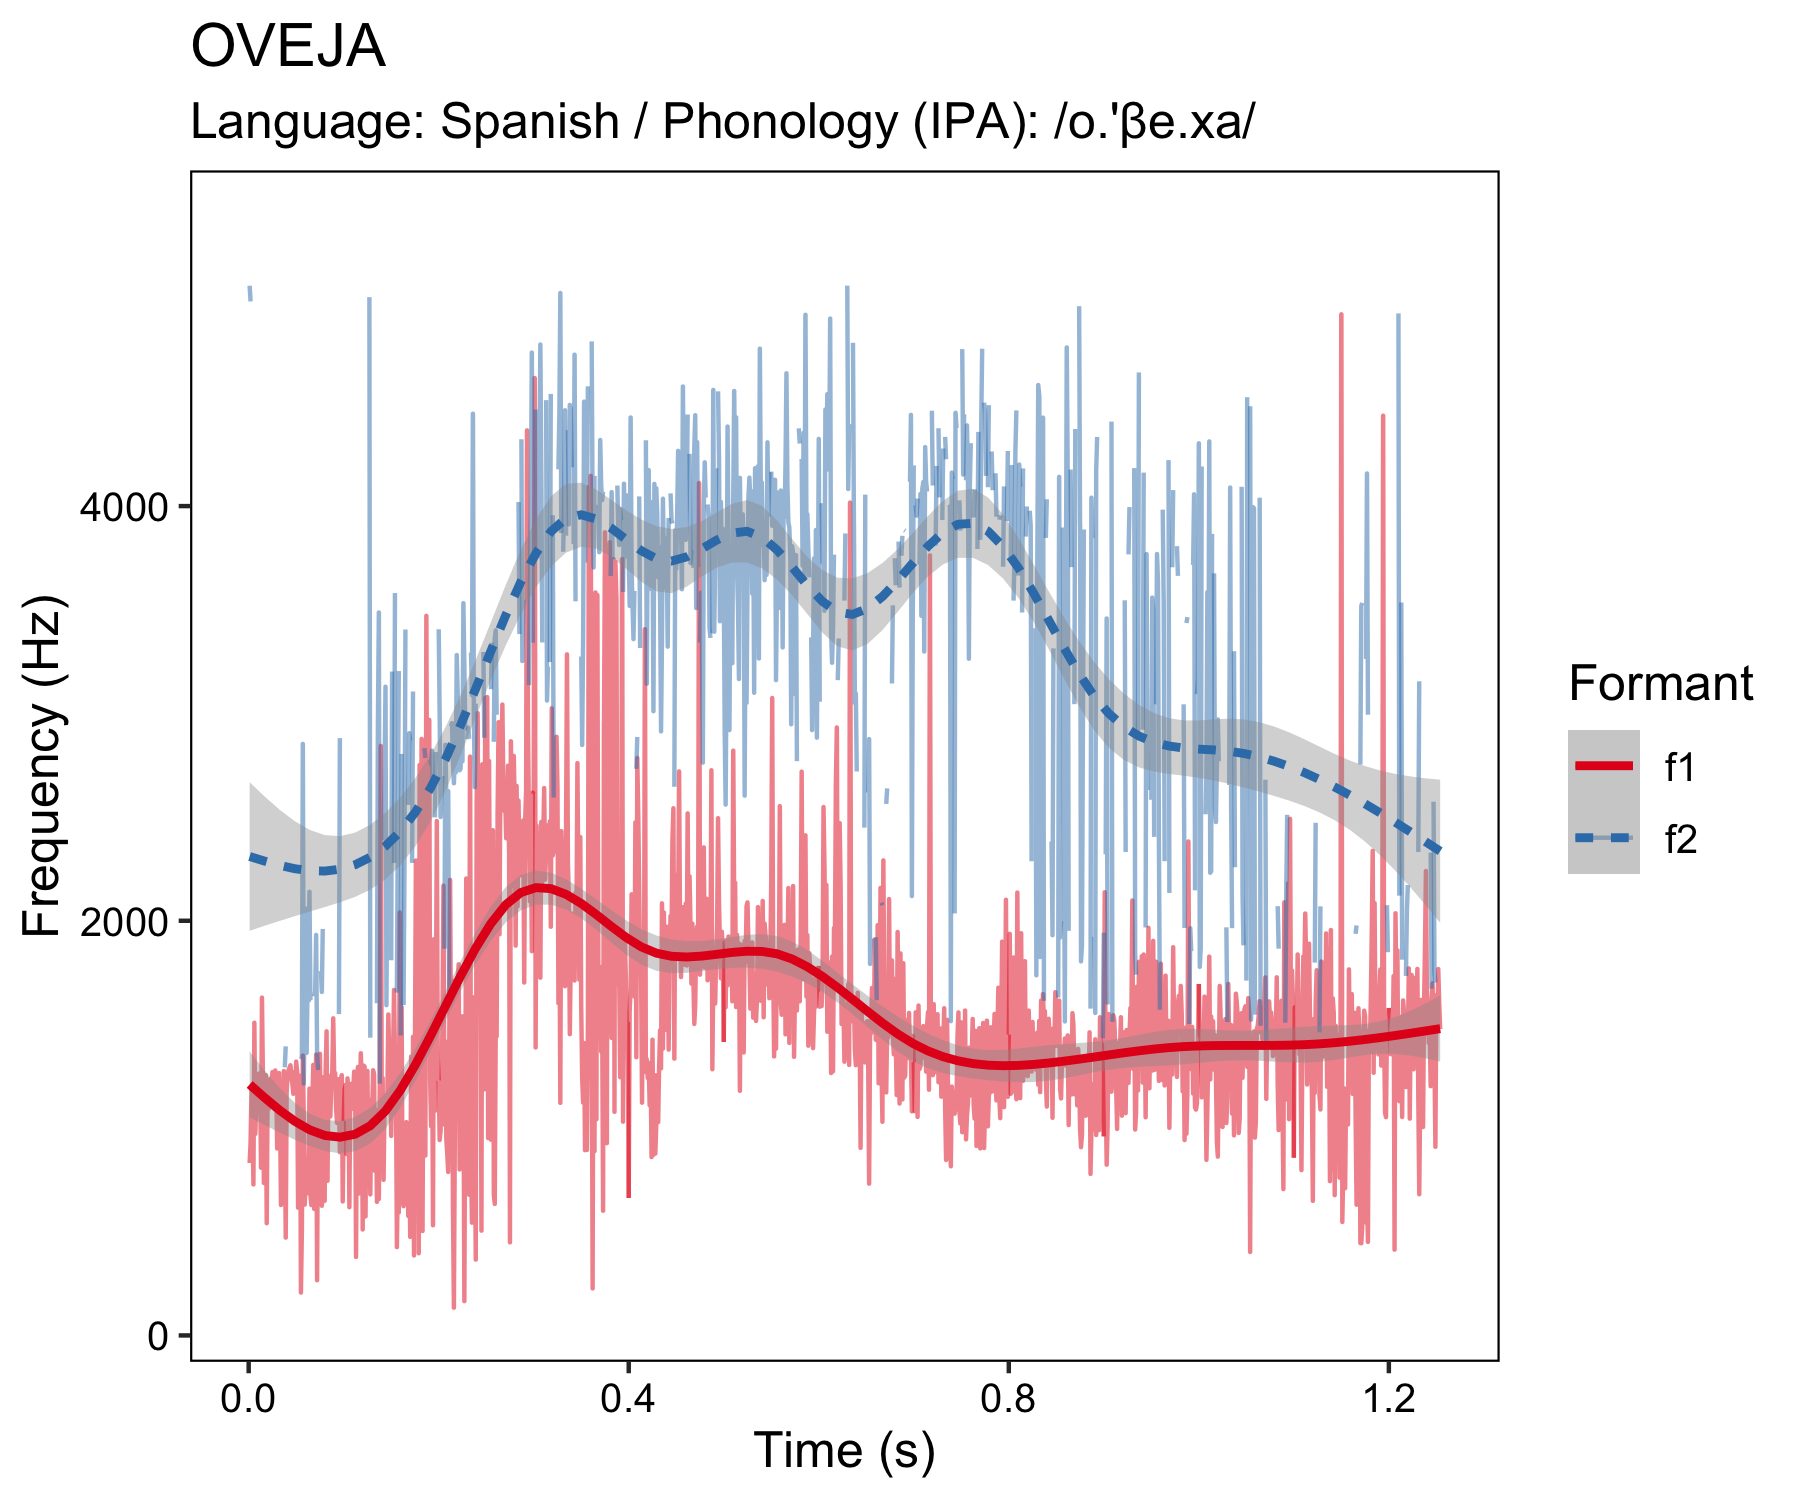 OVEJA
Language: Spanish / Phonology (IPA): /o.'βe.xa/
Frequency (Hz)
4000
2000
0
0.0 0.4 0.8 1.2
Time (s)
Formant
f1
f2